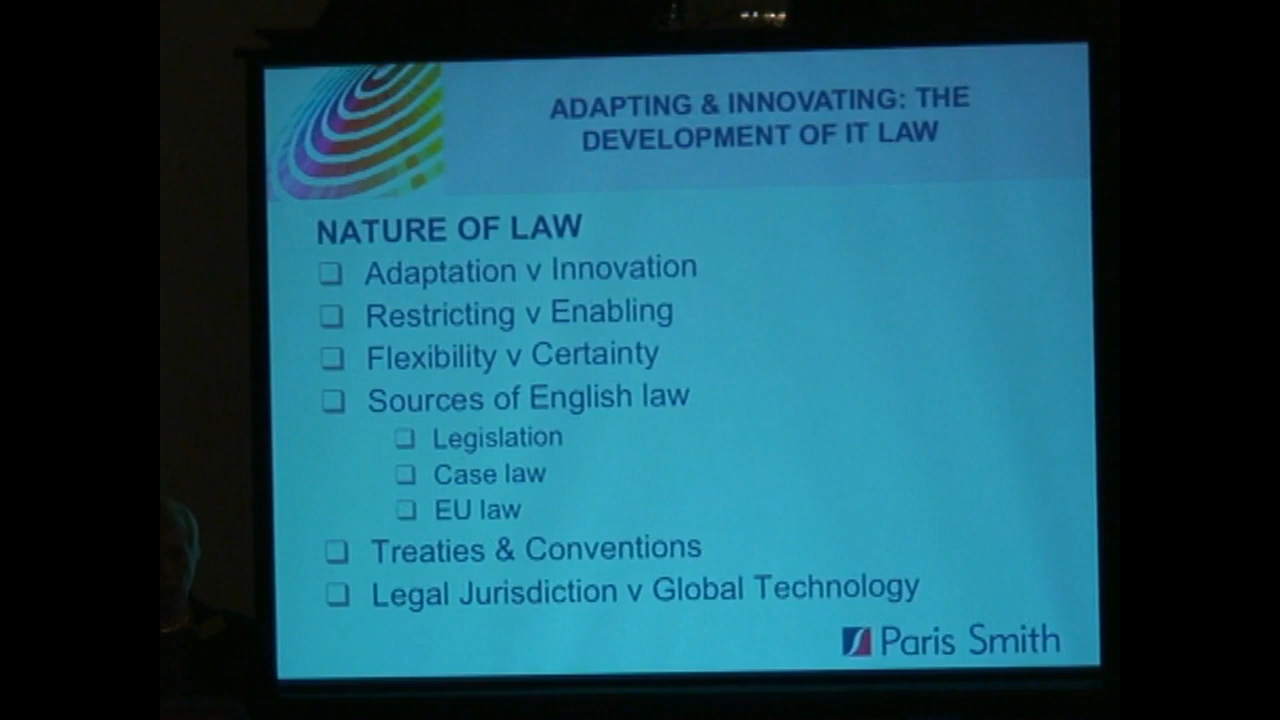 ADAPTING & INNOVATING: THE
DEVELOPMENT OF IT LAW
NATURE OF LAW
❑ Adaptation v Innovation
❑ Restricting v Enabling
❑ Flexibility v Certainty
❑ Sources of English law
❑ Legislation
❑ Case law
❑ EU law
❑ Treaties & Conventions
❑ Legal Jurisdiction v Global Technology
Paris Smith